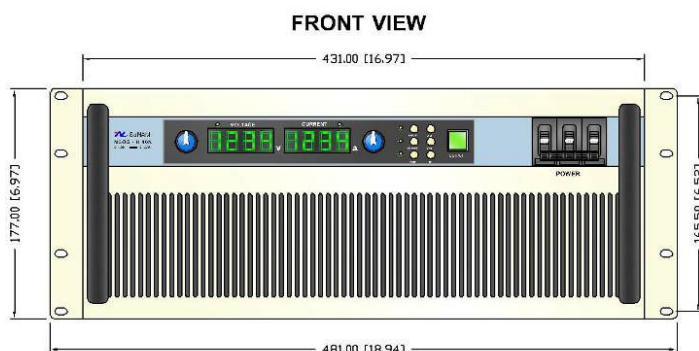 FRONT VIEW
431.00 [16.97]
177.00 [6.97]
VOLTAGE
CURRENT
1234 V
1234 A
POWER
481.00 [18.94]